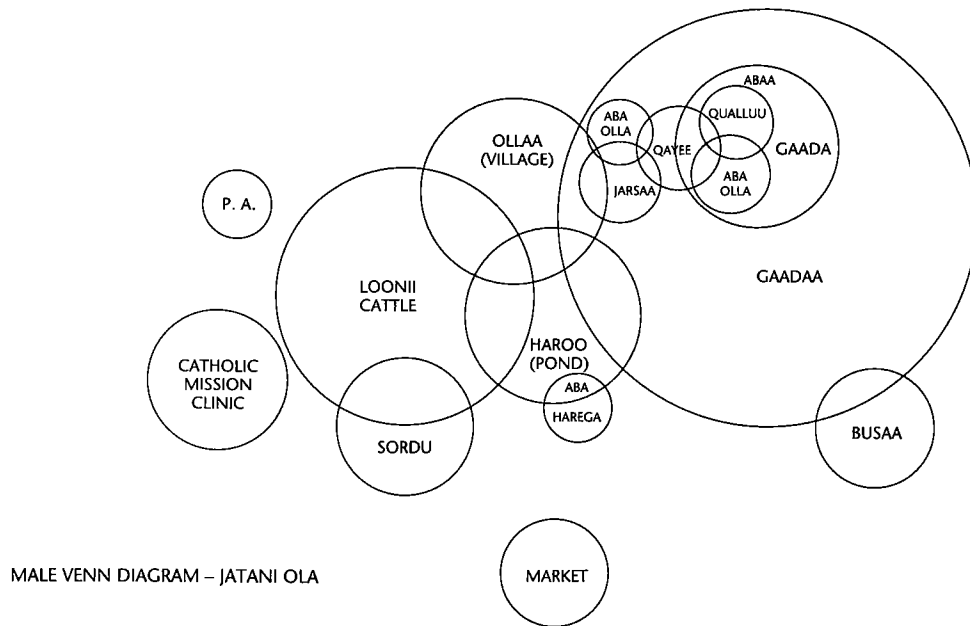 ABAA
QUALLUU
GAADA
ABA
OLLA
QAYEE
ABA
OLLA
JARSAA
OLLAA
(VILLAGE)
P. A.
GAADAA
LOONII
CATTLE
HAROO
(POND)
ABA
HAREGA
CATHOLIC
MISSION
CLINIC
SORDU
BUSAA
MARKET
MALE VENN DIAGRAM – JATANI OLA